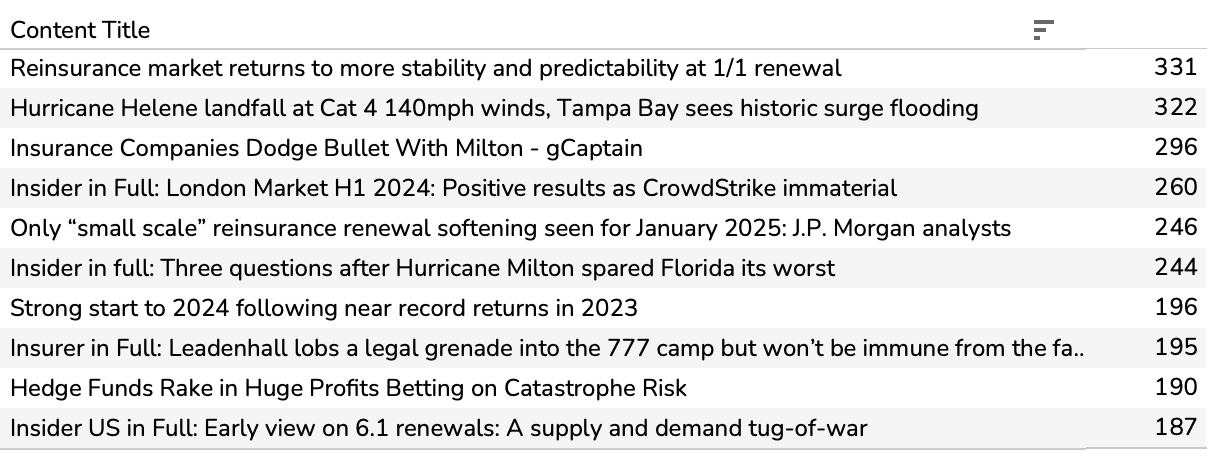 Content Title
Reinsurance market returns to more stability and predictability at 1/1 renewal 331
Hurricane Helene landfall at Cat 4 140mph winds, Tampa Bay sees historic surge flooding 322
Insurance Companies Dodge Bullet With Milton - gCaptain 296
Insider in Full: London Market H1 2024: Positive results as CrowdStrike immaterial 260
Only “small scale” reinsurance renewal softening seen for January 2025: J.P. Morgan analysts 246
Insider in full: Three questions after Hurricane Milton spared Florida its worst 244
Strong start to 2024 following near record returns in 2023 196
Insurer in Full: Leadenhall lobs a legal grenade into the 777 camp but won’t be immune from the fa.. 195
Hedge Funds Rake in Huge Profits Betting on Catastrophe Risk 190
Insider US in Full: Early view on 6.1 renewals: A supply and demand tug-of-war 187